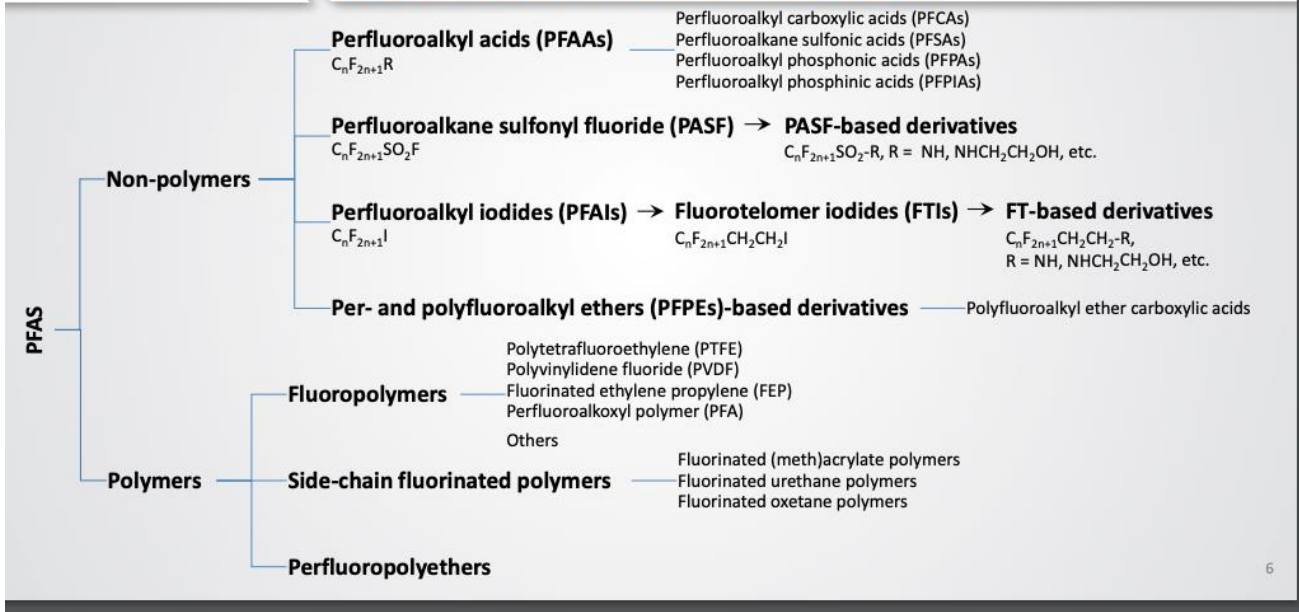 Perfluoroalkyl acids (PFAAs)
CₙF₂ₙ₊₁R
Perfluoroalkyl carboxylic acids (PFCAs)
Perfluoroalkane sulfonic acids (PFSAs)
Perfluoroalkyl phosphonic acids (PFPAs)
Perfluoroalkyl phosphinic acids (PFPIAs)
Perfluoroalkane sulfonyl fluoride (PASF) → PASF-based derivatives
CₙF₂ₙ₊₁SO₂F
CₙF₂ₙ₊₁SO₂-R, R = NH, NHCH₂CH₂OH, etc.
Non-polymers
Perfluoroalkyl iodides (PFAIs) → Fluorotelomer iodides (FTIs) → FT-based derivatives
CₙF₂ₙ₊₁I
CₙF₂ₙ₊₁CH₂CH₂I
CₙF₂ₙ₊₁CH₂CH₂-R,
R = NH, NHCH₂CH₂OH, etc.
Per- and polyfluoroalkyl ethers (PFPEs)-based derivatives
Polyfluoroalkyl ether carboxylic acids
PFAS
Fluoropolymers
Polytetrafluoroethylene (PTFE)
Polyvinylidene fluoride (PVDF)
Fluorinated ethylene propylene (FEP)
Perfluoroalkoxyl polymer (PFA)
Others
Polymers
Side-chain fluorinated polymers
Fluorinated (meth)acrylate polymers
Fluorinated urethane polymers
Fluorinated oxetane polymers
Perfluoropolyethers
6